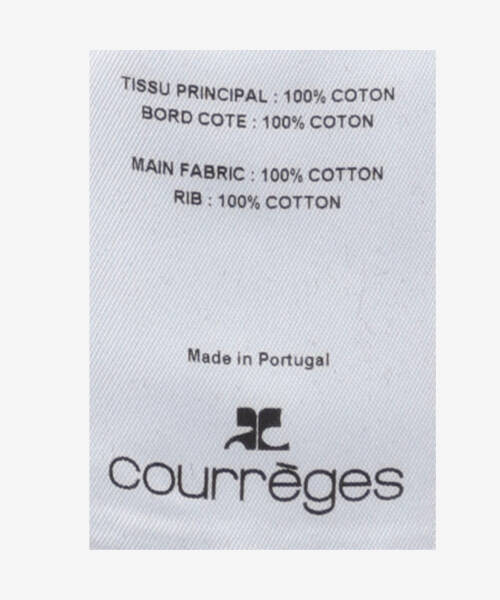 TISSU PRINCIPAL : 100% COTON
BORD COTE : 100% COTON
MAIN FABRIC : 100% COTTON
RIB : 100% COTTON
Made in Portugal
courrèges